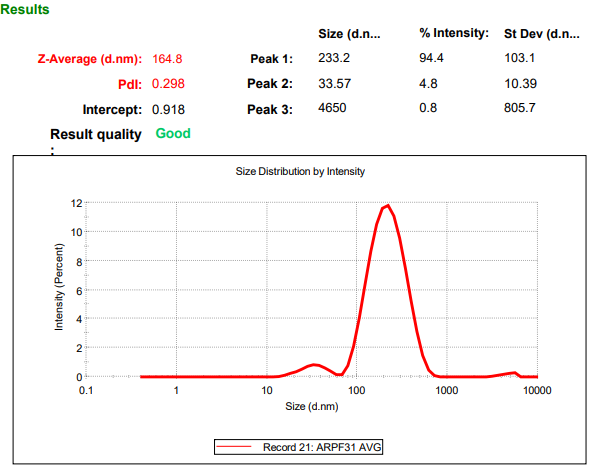 Results
Size (d.n... % Intensity: St Dev (d.n...
Z-Average (d.nm): 164.8 Peak 1: 233.2 94.4 103.1
PdI: 0.298 Peak 2: 33.57 4.8 10.39
Intercept: 0.918 Peak 3: 4650 0.8 805.7
Result quality Good
:
Size Distribution by Intensity
12
10
8
6
4
2
0
Intensity (Percent)
0.1 1 10 100 1000 10000
Size (d.nm)
Record 21: ARPF31 AVG